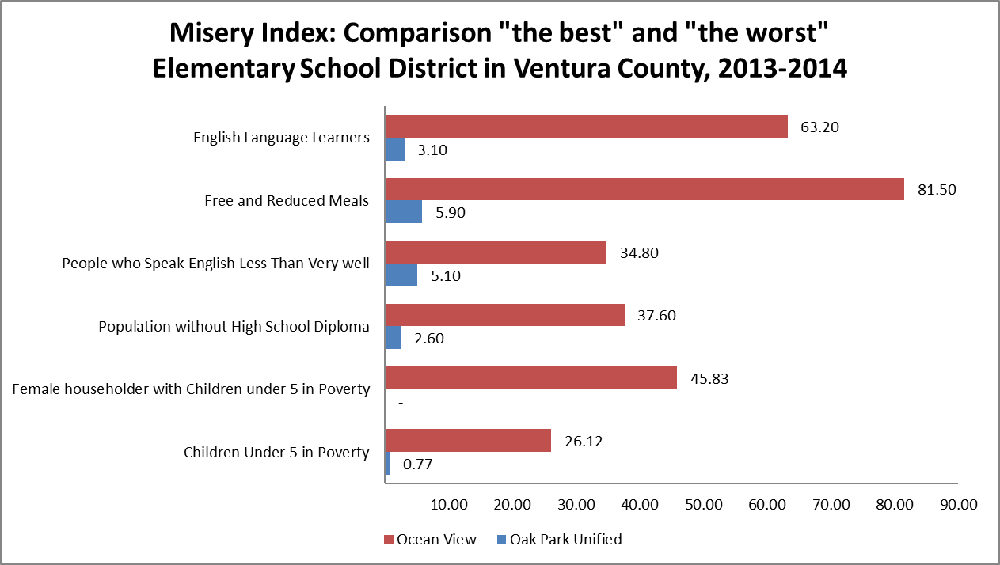 Misery Index: Comparison "the best" and "the worst"
Elementary School District in Ventura County, 2013-2014
English Language Learners
63.20
3.10
Free and Reduced Meals
81.50
5.90
People who Speak English Less Than Very well
34.80
5.10
Population without High School Diploma
37.60
2.60
Female householder with Children under 5 in Poverty
45.83
-
Children Under 5 in Poverty
26.12
0.77
- 10.00 20.00 30.00 40.00 50.00 60.00 70.00 80.00 90.00
Ocean View Oak Park Unified